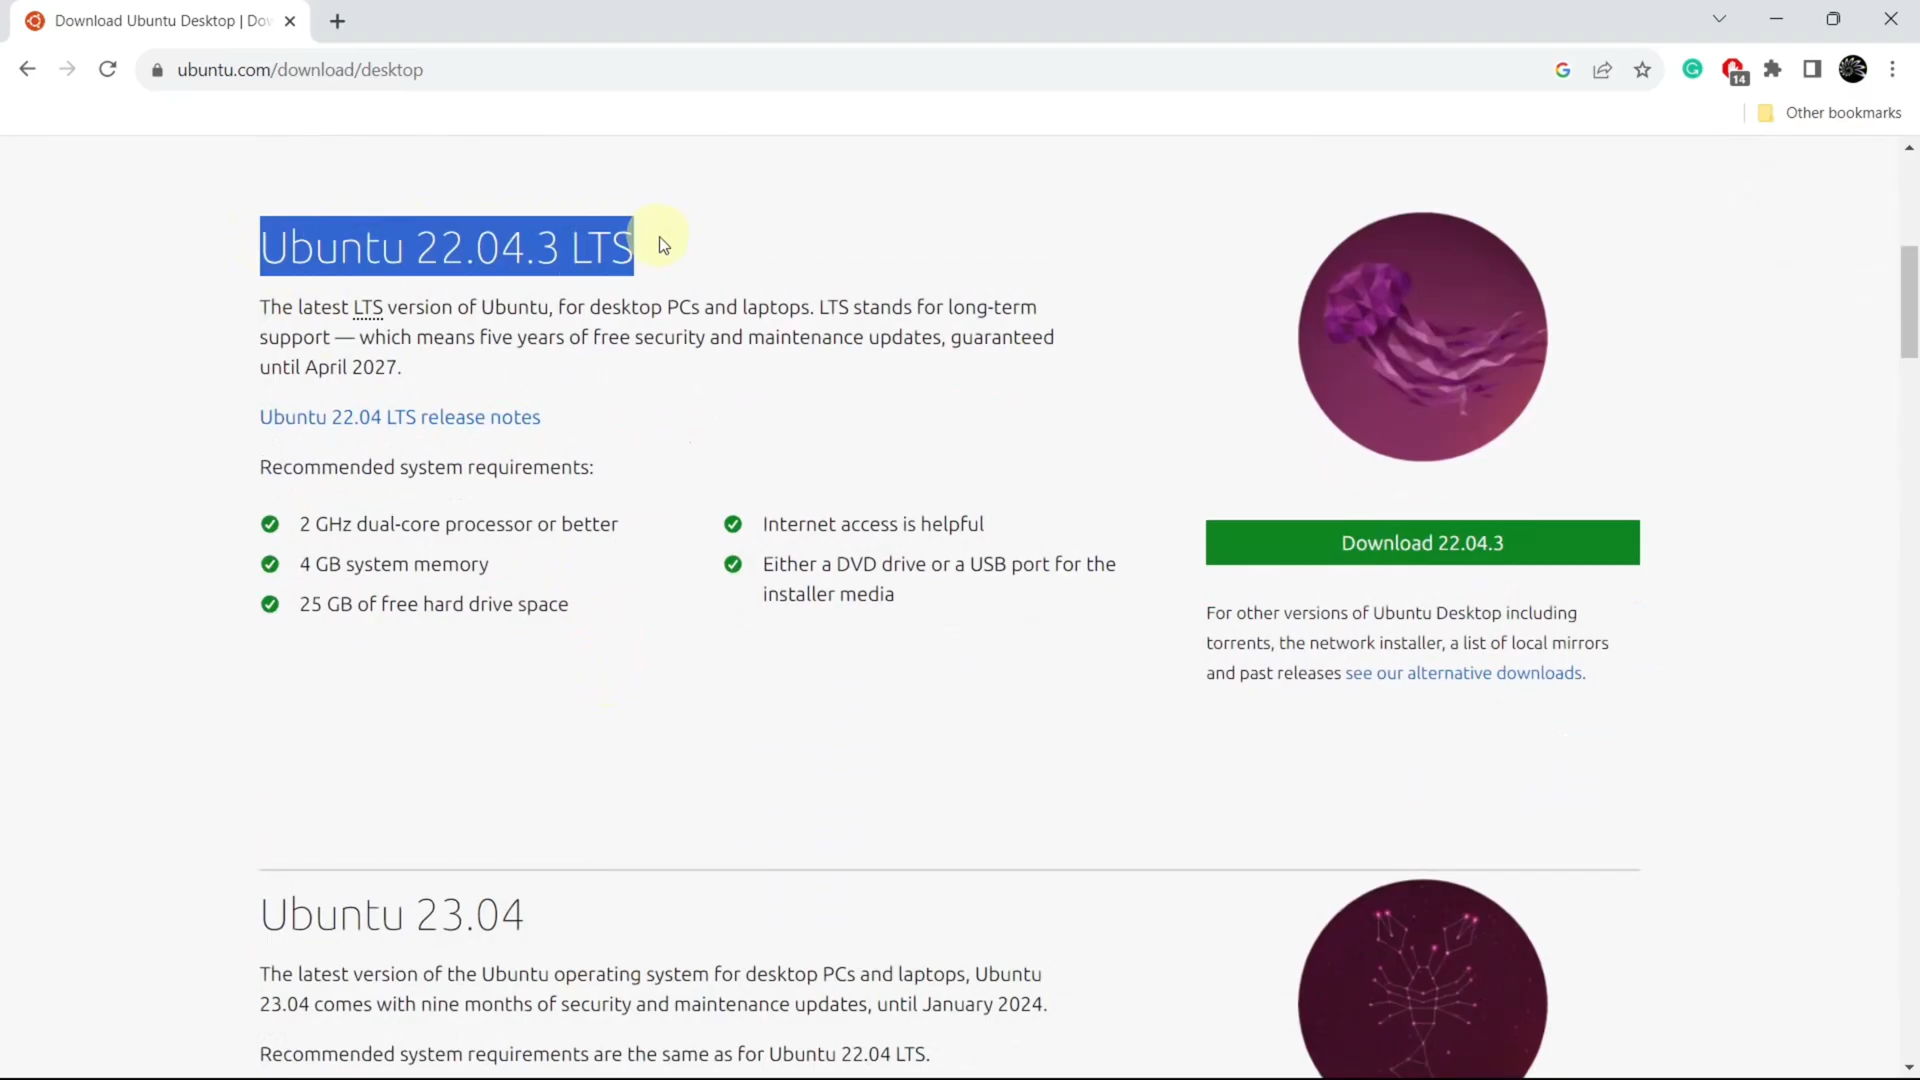 Download Ubuntu Desktop | Dow
ubuntu.com/download/desktop
14
Other bookmarks
Ubuntu 22.04.3 LTS
The latest LTS version of Ubuntu, for desktop PCs and laptops. LTS stands for long-term
support — which means five years of free security and maintenance updates, guaranteed
until April 2027.
Ubuntu 22.04 LTS release notes
Recommended system requirements:
2 GHz dual-core processor or better
4 GB system memory
25 GB of free hard drive space
Internet access is helpful
Either a DVD drive or a USB port for the
installer media
Download 22.04.3
For other versions of Ubuntu Desktop including
torrents, the network installer, a list of local mirrors
and past releases see our alternative downloads.
Ubuntu 23.04
The latest version of the Ubuntu operating system for desktop PCs and laptops, Ubuntu
23.04 comes with nine months of security and maintenance updates, until January 2024.
Recommended system requirements are the same as for Ubuntu 22.04 LTS.